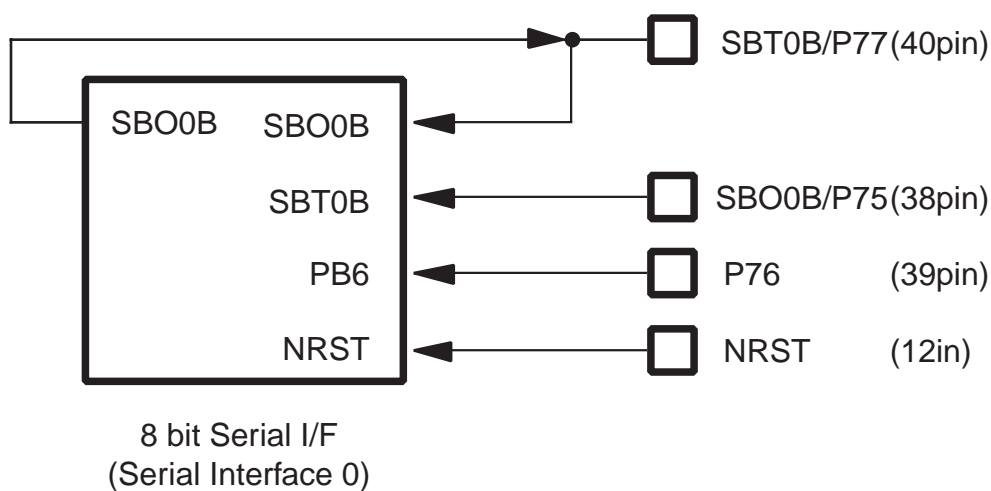 SBT0B/P77(40pin)
SBO0B SBO0B
SBT0B SBO0B/P75(38pin)
PB6 P76 (39pin)
NRST NRST (12in)
8 bit Serial I/F
(Serial Interface 0)